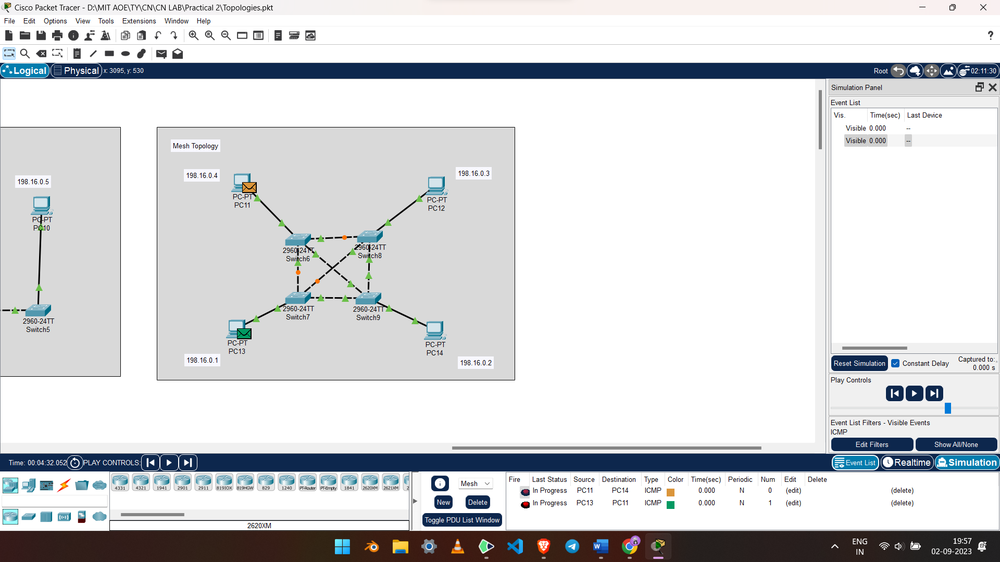 Cisco Packet Tracer - D:\MIT AOE\TY\CN\CN LAB\Practical 2\Topologies.pkt
File Edit Options View Tools Extensions Window Help
?
Logical Physical x: 3095, y: 530 Root 02:11:30
Simulation Panel
Event List
Vis. Time(sec) Last Device
Visible 0.000 --
Visible 0.000 --
Mesh Topology
198.16.0.5
PC-PT
PC10
2960-24TT
Switch5
198.16.0.4
PC-PT
PC11
198.16.0.3
PC-PT
PC12
2960-24TT
Switch6
2960-24TT
Switch8
2960-24TT
Switch7
2960-24TT
Switch9
PC-PT
PC13
198.16.0.1
PC-PT
PC14
198.16.0.2
Reset Simulation Constant Delay Captured to:
0.000 s
Play Controls
Event List Filters - Visible Events
ICMP
Edit Filters Show All/None
Time: 00:04:32.052 PLAY CONTROLS: Event List Realtime Simulation
4331 4321 1941 2901 2911 819IOX 819HGW 829 1240 PT-Router PT-Empty 1841 2620XM 2621XM
2620XM
Mesh
New Delete
Toggle PDU List Window
Fire Last Status Source Destination Type Color Time(sec) Periodic Num Edit Delete
In Progress PC11 PC14 ICMP 0.000 N 0 (edit) (delete)
In Progress PC13 PC11 ICMP 0.000 N 1 (edit) (delete)
ENG
IN
19:57
02-09-2023